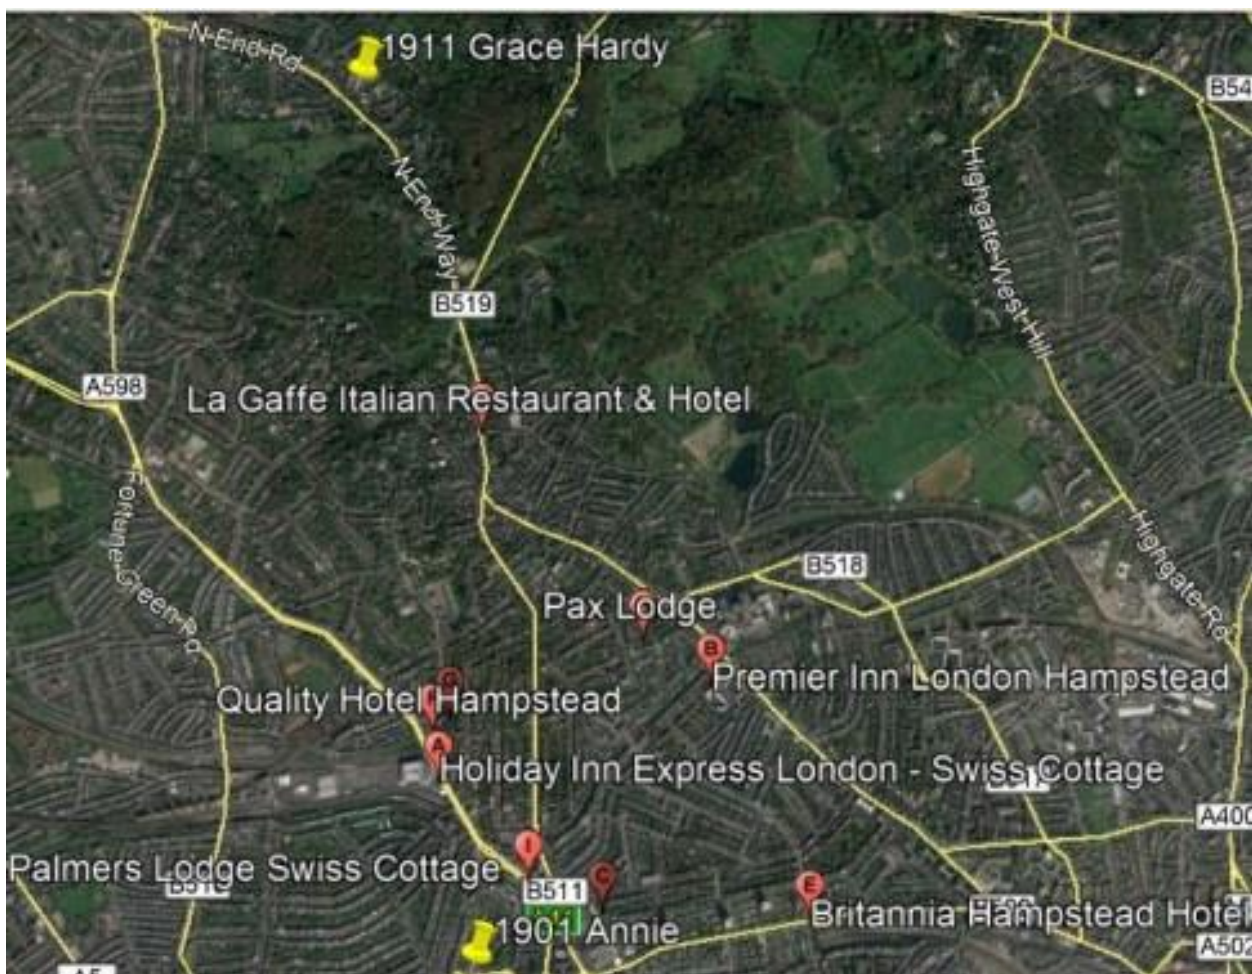 N-End-Rd
1911 Grace Hardy
B54
N-End-Way
Highgate-West-Hill
B519
A598
La Gaffe Italian Restaurant & Hotel
Fortune-Green-Rd
Highgate-Rd
B518
Pax Lodge
B
Premier Inn London Hampstead
G
Quality Hotel Hampstead
A
Holiday Inn Express London - Swiss Cottage
A400
I
Palmers Lodge Swiss Cottage
B511
C
E
Britannia Hampstead Hotel
1901 Annie
A502
A5